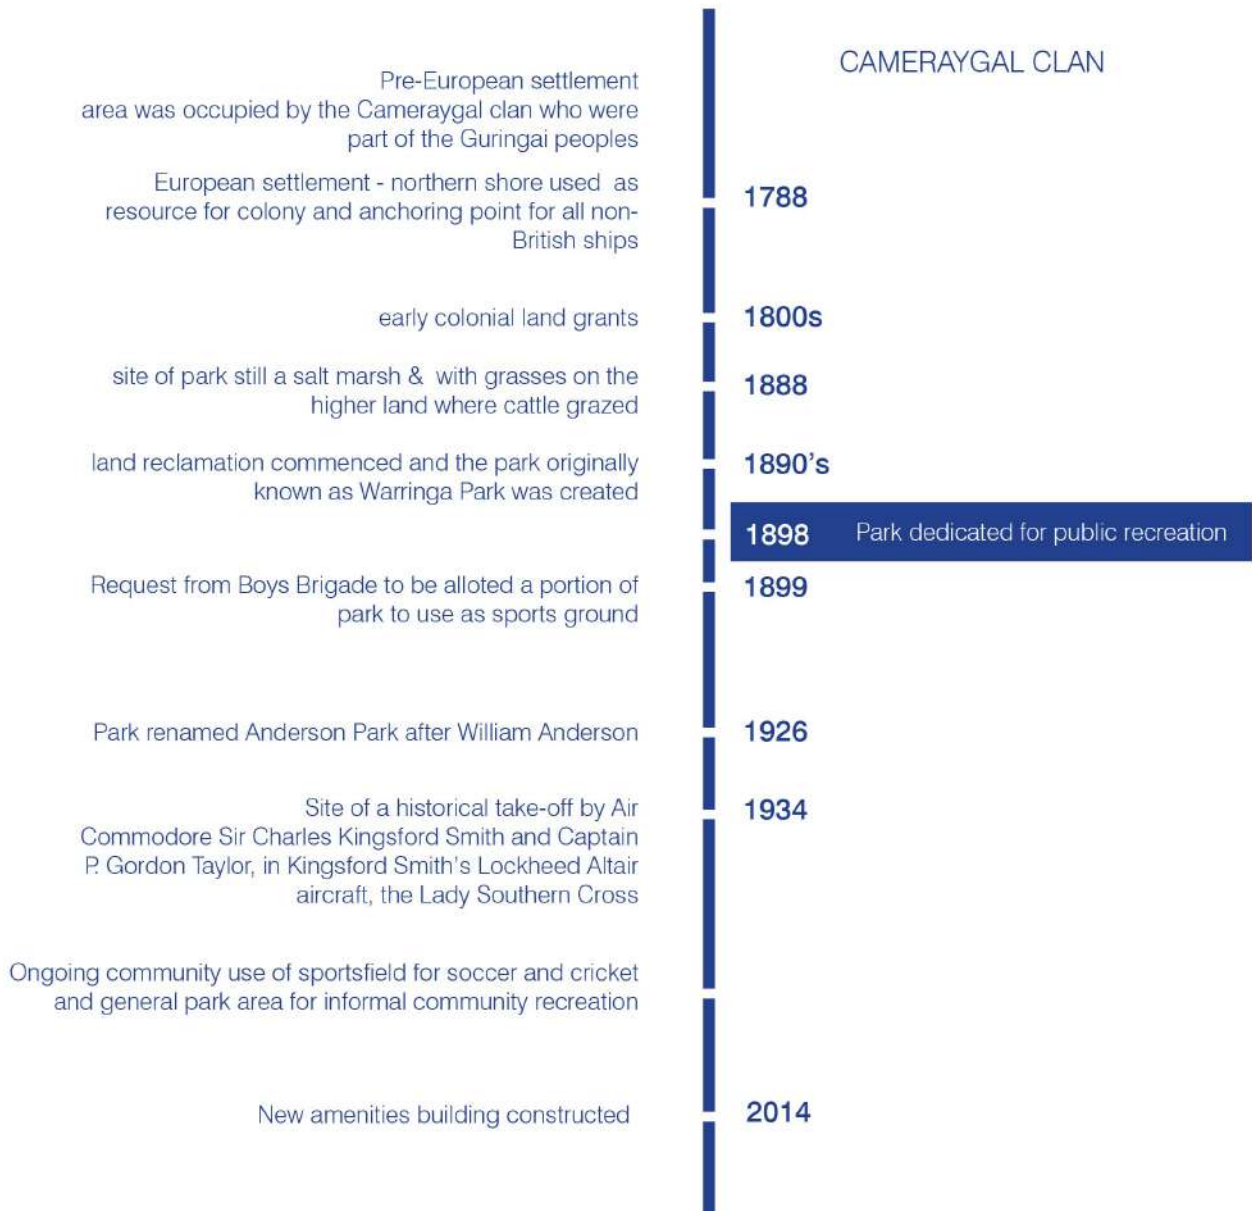 CAMERAYGAL CLAN
Pre-European settlement
area was occupied by the Cameraygal clan who were
part of the Guringai peoples
European settlement - northern shore used as
resource for colony and anchoring point for all non-
British ships
1788
early colonial land grants
1800s
site of park still a salt marsh & with grasses on the
higher land where cattle grazed
1888
land reclamation commenced and the park originally
known as Warringa Park was created
1890's
1898 Park dedicated for public recreation
Request from Boys Brigade to be alloted a portion of
park to use as sports ground
1899
Park renamed Anderson Park after William Anderson
1926
Site of a historical take-off by Air
Commodore Sir Charles Kingsford Smith and Captain
P. Gordon Taylor, in Kingsford Smith's Lockheed Altair
aircraft, the Lady Southern Cross
1934
Ongoing community use of sportsfield for soccer and cricket
and general park area for informal community recreation
New amenities building constructed
2014